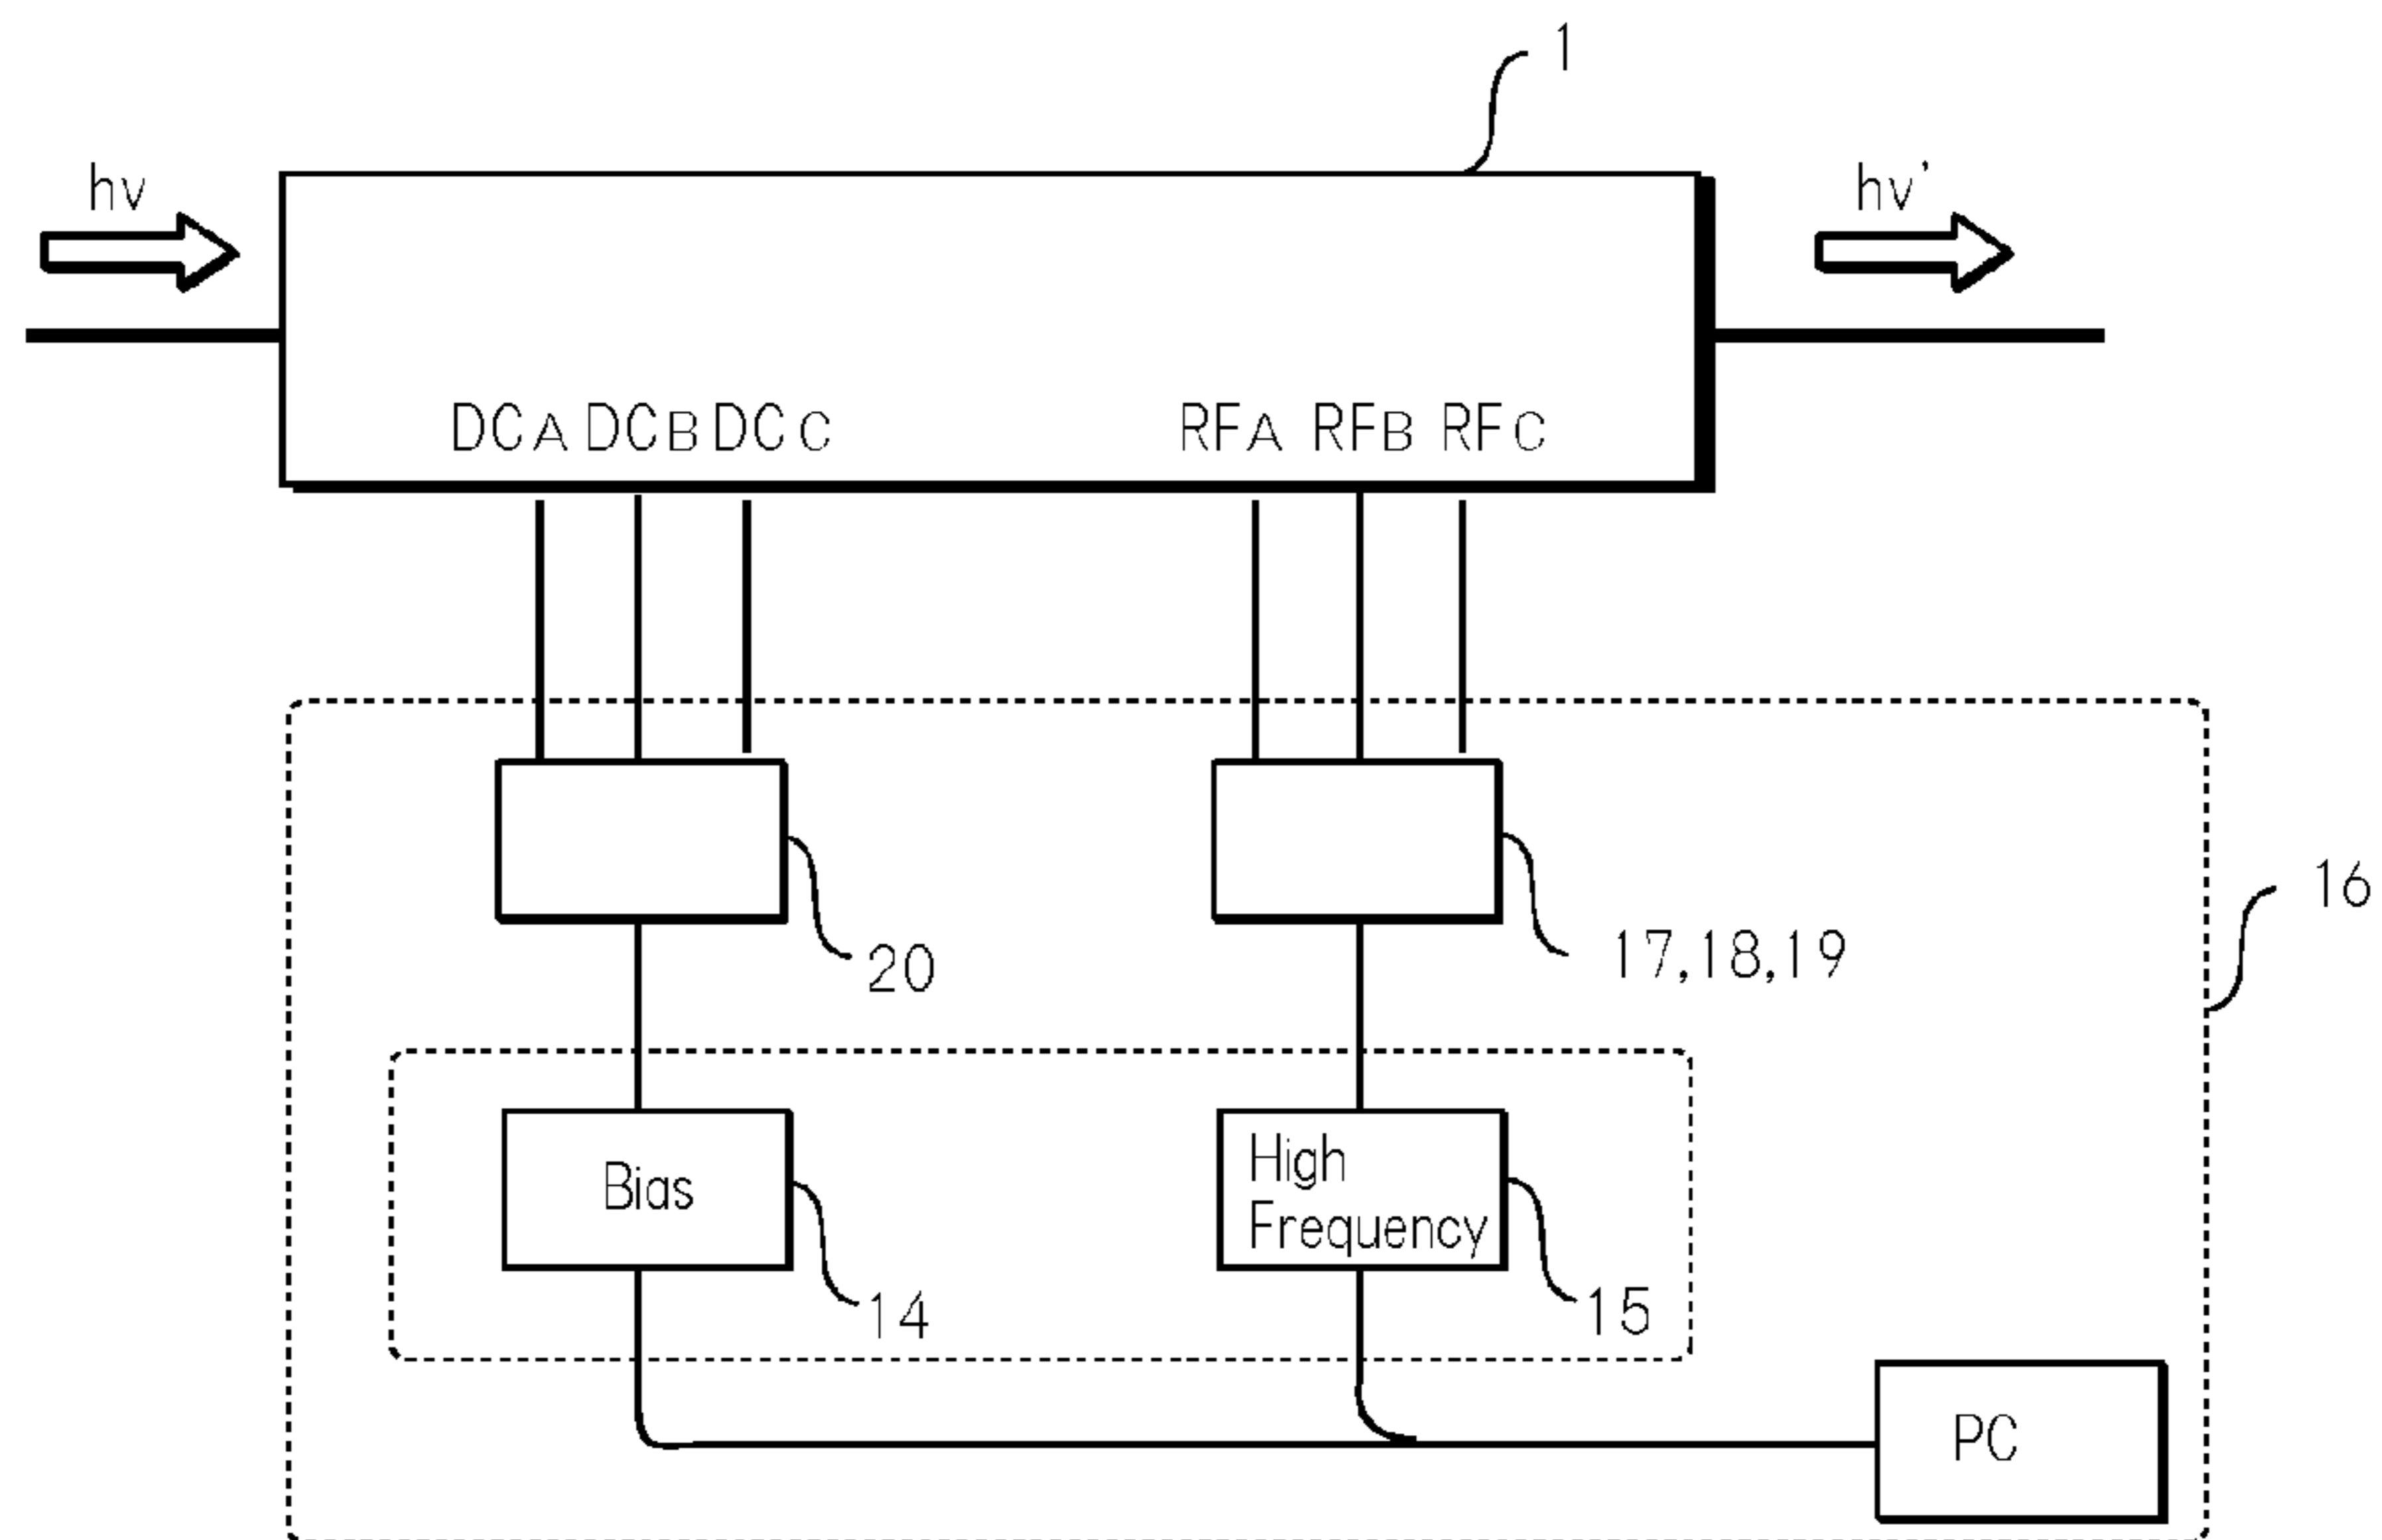 1
hv
hv'
DCA DCB DCC
RFA RFB RFC
16
20
17,18,19
Bias
High
Frequency
14
15
PC